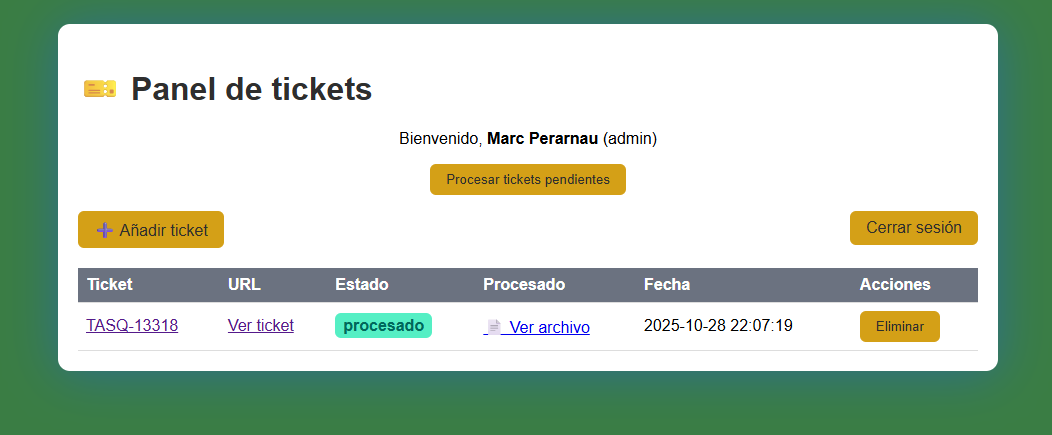 Panel de tickets
Bienvenido, Marc Perarnau (admin)
Procesar tickets pendientes
Añadir ticket
Cerrar sesión
Ticket URL Estado Procesado Fecha Acciones
TASQ-13318 Ver ticket procesado Ver archivo 2025-10-28 22:07:19 Eliminar